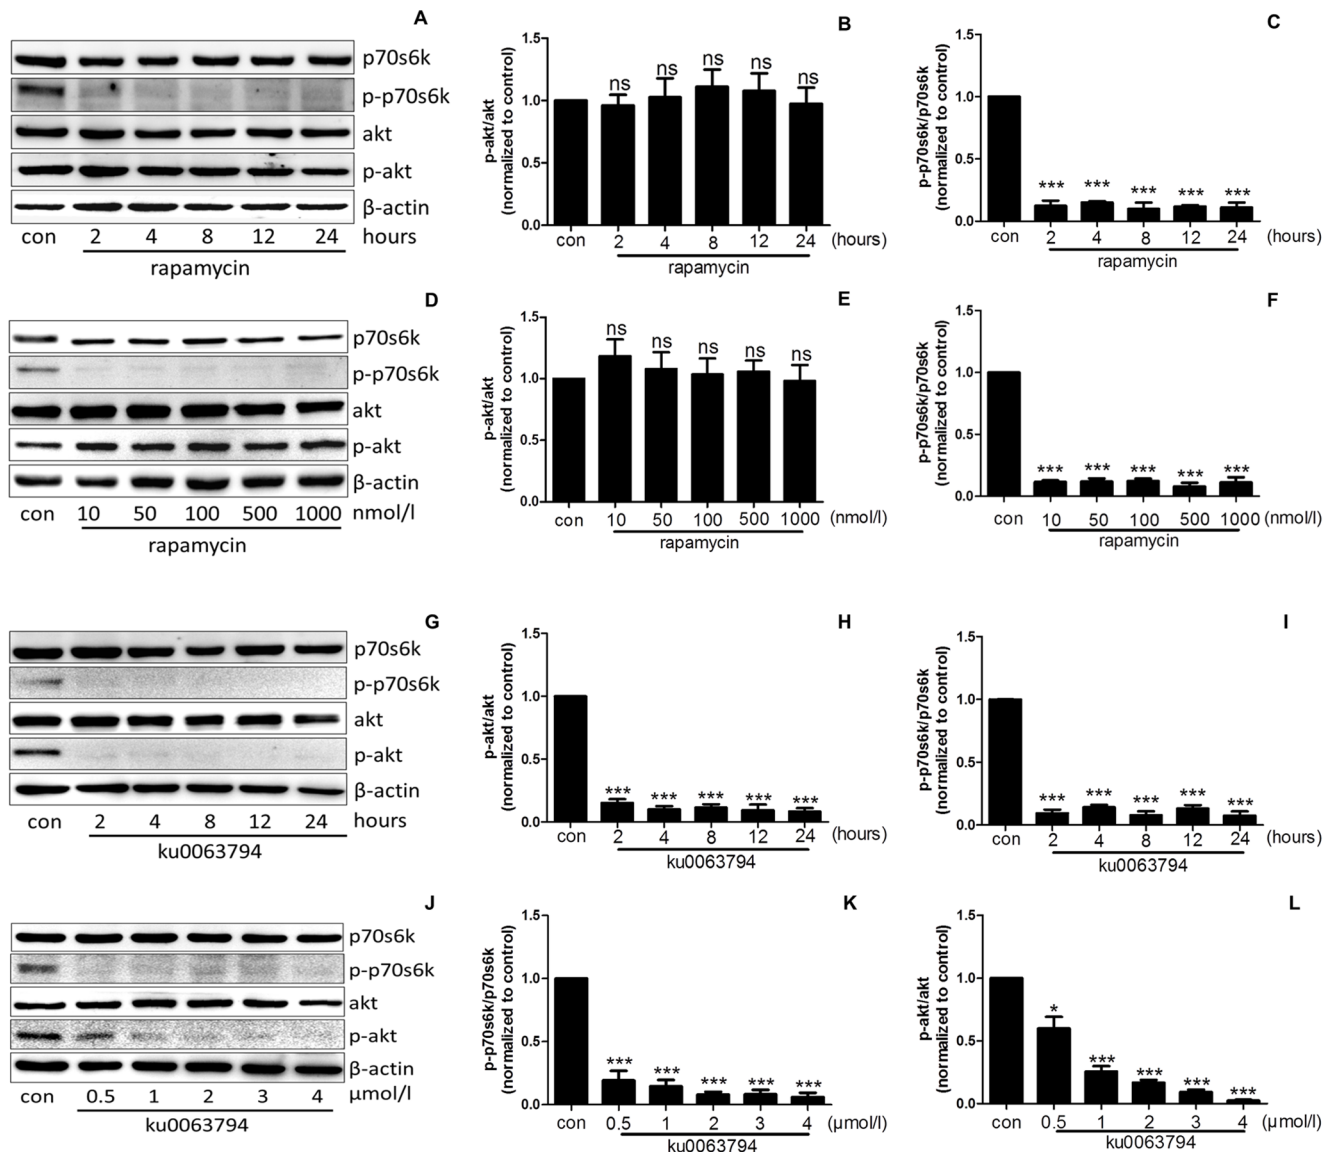 A
p70s6k
p-p70s6k
akt
p-akt
β-actin
con 2 4 8 12 24 hours
rapamycin
B
p-akt/akt
(normalized to control)
1.5
1.0
0.5
0.0
ns ns ns ns ns
con 2 4 8 12 24 (hours)
rapamycin
C
p-p70s6k/p70s6k
(normalized to control)
1.5
1.0
0.5
0.0
*** *** *** *** ***
con 2 4 8 12 24 (hours)
rapamycin
D
p70s6k
p-p70s6k
akt
p-akt
β-actin
con 10 50 100 500 1000 nmol/l
rapamycin
E
p-akt/akt
(normalized to control)
1.5
1.0
0.5
0.0
ns ns ns ns ns
con 10 50 100 500 1000 (nmol/l)
rapamycin
F
p-p70s6k/p70s6k
(normalized to control)
1.5
1.0
0.5
0.0
*** *** *** *** ***
con 10 50 100 500 1000 (nmol/l)
rapamycin
G
p70s6k
p-p70s6k
akt
p-akt
β-actin
con 2 4 8 12 24 hours
ku0063794
H
p-akt/akt
(normalized to control)
1.5
1.0
0.5
0.0
*** *** *** *** ***
con 2 4 8 12 24 (hours)
ku0063794
I
p-p70s6k/p70s6k
(normalized to control)
1.5
1.0
0.5
0.0
*** *** *** *** ***
con 2 4 8 12 24 (hours)
ku0063794
J
p70s6k
p-p70s6k
akt
p-akt
β-actin
con 0.5 1 2 3 4 μmol/l
ku0063794
K
p-p70s6k/p70s6k
(normalized to control)
1.5
1.0
0.5
0.0
*** *** *** *** ***
con 0.5 1 2 3 4 (μmol/l)
ku0063794
L
p-akt/akt
(normalized to control)
1.5
1.0
0.5
0.0
* *** *** *** ***
con 0.5 1 2 3 4 (μmol/l)
ku0063794